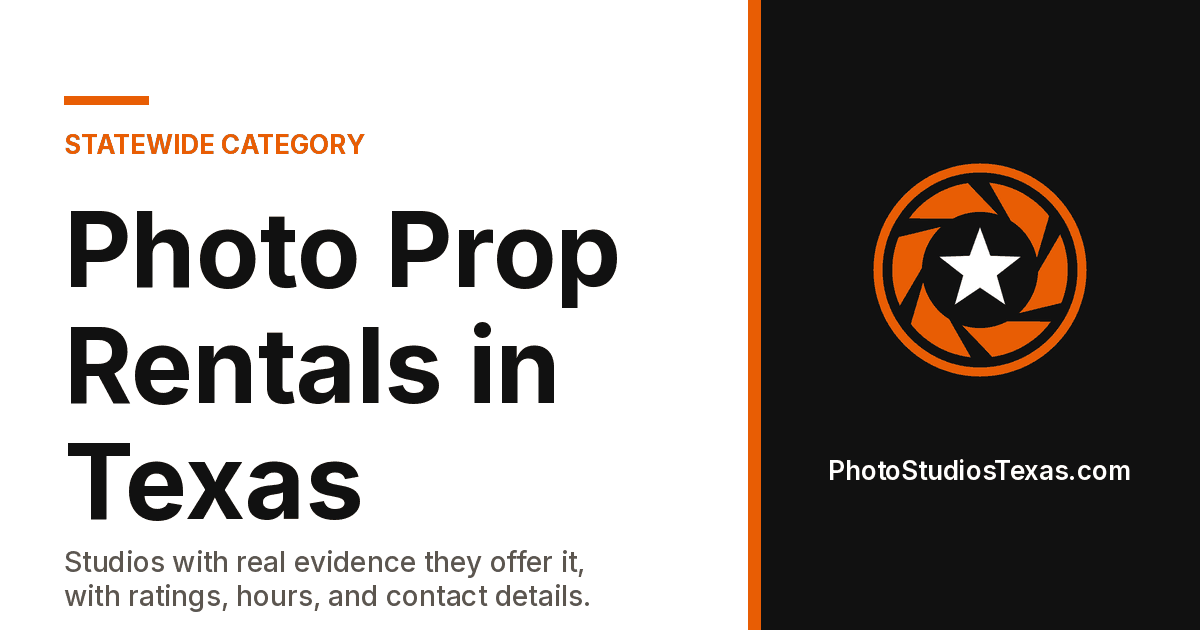 STATEWIDE CATEGORY
Photo Prop
Rentals in
Texas
Studios with real evidence they offer it,
with ratings, hours, and contact details.
PhotoStudiosTexas.com